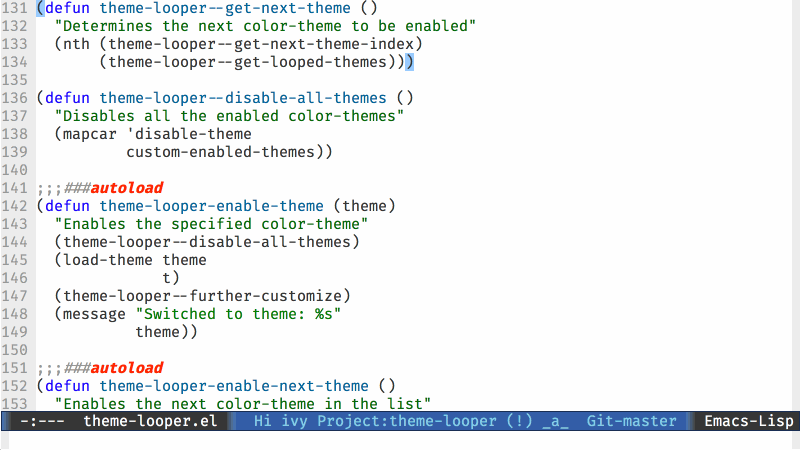 131 (defun theme-looper--get-next-theme ()
132   "Determines the next color-theme to be enabled"
133   (nth (theme-looper--get-next-theme-index)
134        (theme-looper--get-looped-themes)))
135
136 (defun theme-looper--disable-all-themes ()
137   "Disables all the enabled color-themes"
138   (mapcar 'disable-theme
139           custom-enabled-themes))
140
141 ;;;###autoload
142 (defun theme-looper-enable-theme (theme)
143   "Enables the specified color-theme"
144   (theme-looper--disable-all-themes)
145   (load-theme theme
146               t)
147   (theme-looper--further-customize)
148   (message "Switched to theme: %s"
149            theme))
150
151 ;;;###autoload
152 (defun theme-looper-enable-next-theme ()
153   "Enables the next color-theme in the list"
-:---  theme-looper.el  Hi ivy Project:theme-looper (!) _a_  Git-master  Emacs-Lisp